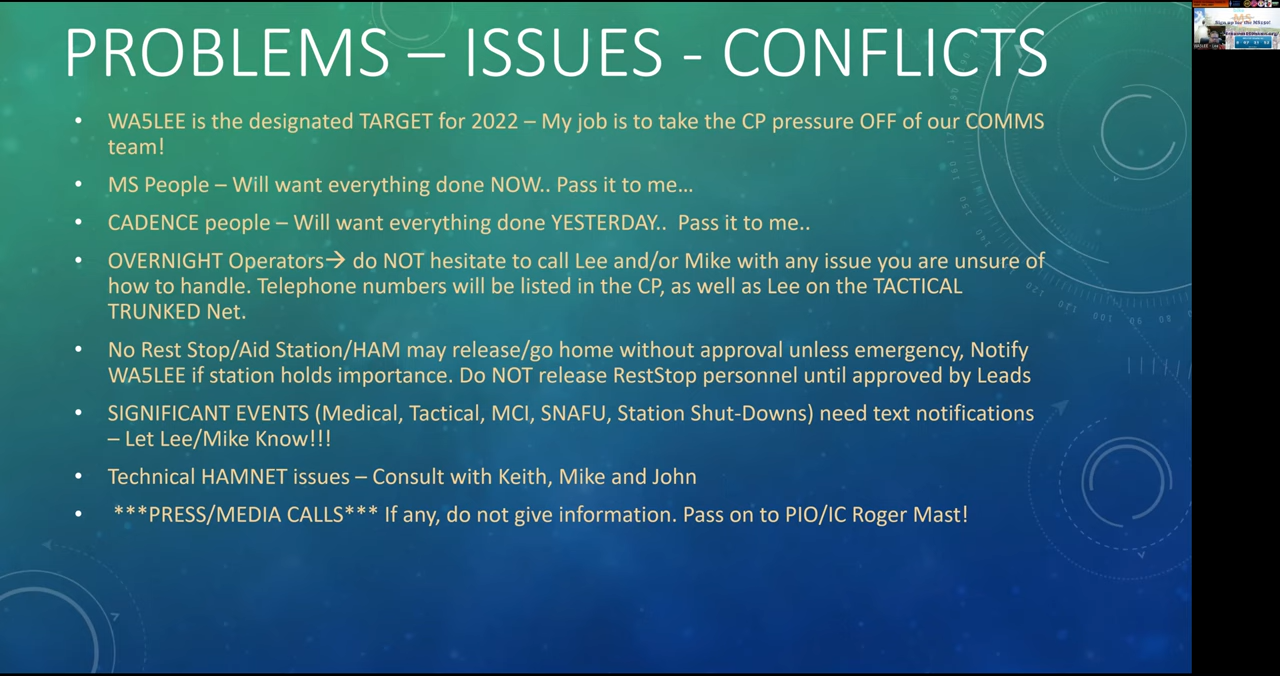 PROBLEMS – ISSUES - CONFLICTS
• WA5LEE is the designated TARGET for 2022 – My job is to take the CP pressure OFF of our COMMS
team!
• MS People – Will want everything done NOW.. Pass it to me…
• CADENCE people – Will want everything done YESTERDAY.. Pass it to me..
• OVERNIGHT Operators→ do NOT hesitate to call Lee and/or Mike with any issue you are unsure of
how to handle. Telephone numbers will be listed in the CP, as well as Lee on the TACTICAL
TRUNKED Net.
• No Rest Stop/Aid Station/HAM may release/go home without approval unless emergency, Notify
WA5LEE if station holds importance. Do NOT release RestStop personnel until approved by Leads
• SIGNIFICANT EVENTS (Medical, Tactical, MCI, SNAFU, Station Shut-Downs) need text notifications
– Let Lee/Mike Know!!!
• Technical HAMNET issues – Consult with Keith, Mike and John
• ***PRESS/MEDIA CALLS*** If any, do not give information. Pass on to PIO/IC Roger Mast!